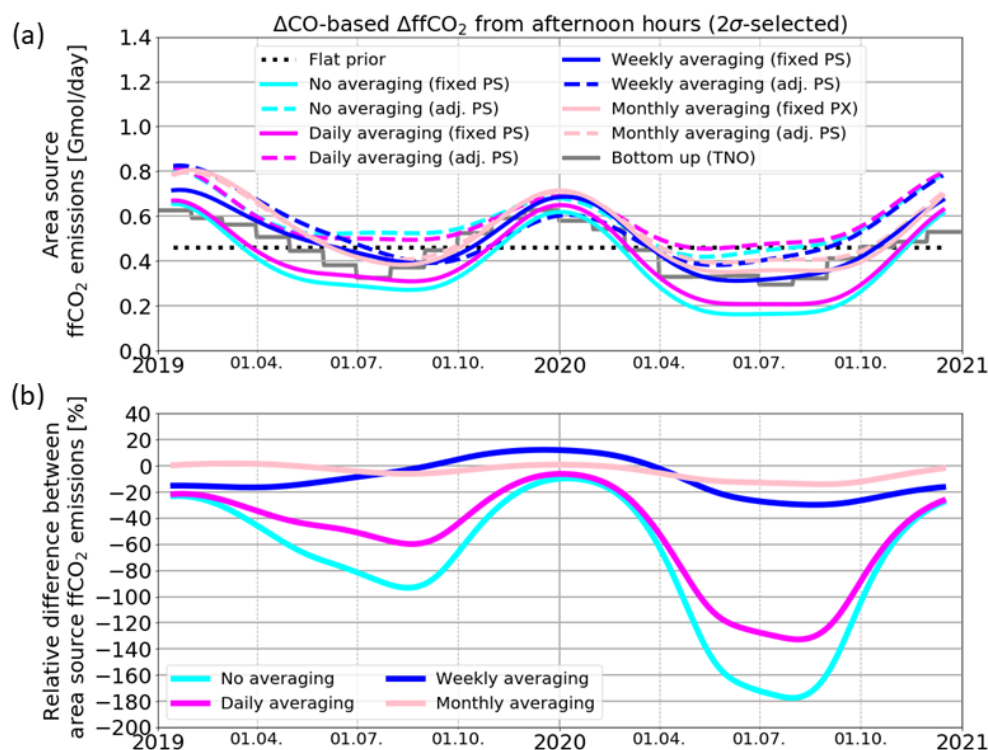 (a)
ΔCO-based ΔffCO₂ from afternoon hours (2σ-selected)
Area source
ffCO₂ emissions [Gmol/day]
1.4
1.2
1.0
0.8
0.6
0.4
0.2
0.0
Flat prior
No averaging (fixed PS)
No averaging (adj. PS)
Daily averaging (fixed PS)
Daily averaging (adj. PS)
Weekly averaging (fixed PS)
Weekly averaging (adj. PS)
Monthly averaging (fixed PX)
Monthly averaging (adj. PS)
Bottom up (TNO)
2019 01.04. 01.07. 01.10. 2020 01.04. 01.07. 01.10. 2021
(b)
Relative difference between
area source ffCO₂ emissions [%]
40
20
0
−20
−40
−60
−80
−100
−120
−140
−160
−180
−200
No averaging
Daily averaging
Weekly averaging
Monthly averaging
2019 01.04. 01.07. 01.10. 2020 01.04. 01.07. 01.10. 2021